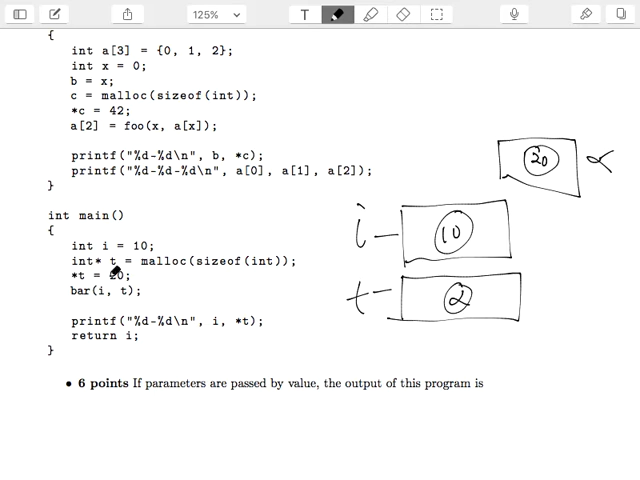 125%
T
{
int a[3] = {0, 1, 2};
int x = 0;
b = x;
c = malloc(sizeof(int));
*c = 42;
a[2] = foo(x, a[x]);
printf("%d-%d\n", b, *c);
printf("%d-%d-%d\n", a[0], a[1], a[2]);
}
20 α
int main()
{
i 10
int i = 10;
int* t = malloc(sizeof(int));
*t = 20;
bar(i, t);
t α
printf("%d-%d\n", i, *t);
return i;
}
• 6 points If parameters are passed by value, the output of this program is